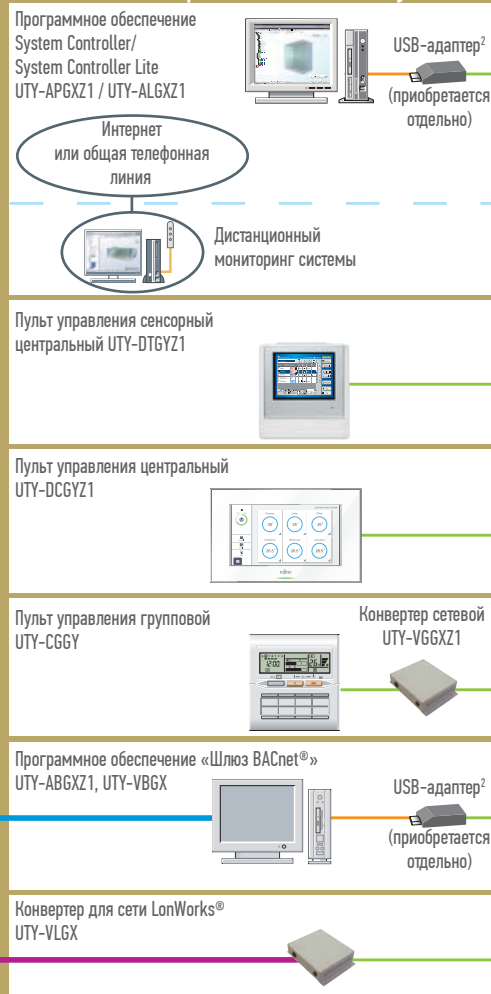 Программное обеспечение
System Controller/
System Controller Lite
UTY-APGXZ1 / UTY-ALGXZ1
USB-адаптер²
(приобретается
отдельно)
Интернет
или общая телефонная
линия
Дистанционный
мониторинг системы
Пульт управления сенсорный
центральный UTY-DTGYZ1
Пульт управления центральный
UTY-DCGYZ1
Пульт управления групповой
UTY-CGGY
Конвертер сетевой
UTY-VGGXZ1
Программное обеспечение «Шлюз BACnet®»
UTY-ABGXZ1, UTY-VBGX
USB-адаптер²
(приобретается
отдельно)
Конвертер для сети LonWorks®
UTY-VLGX